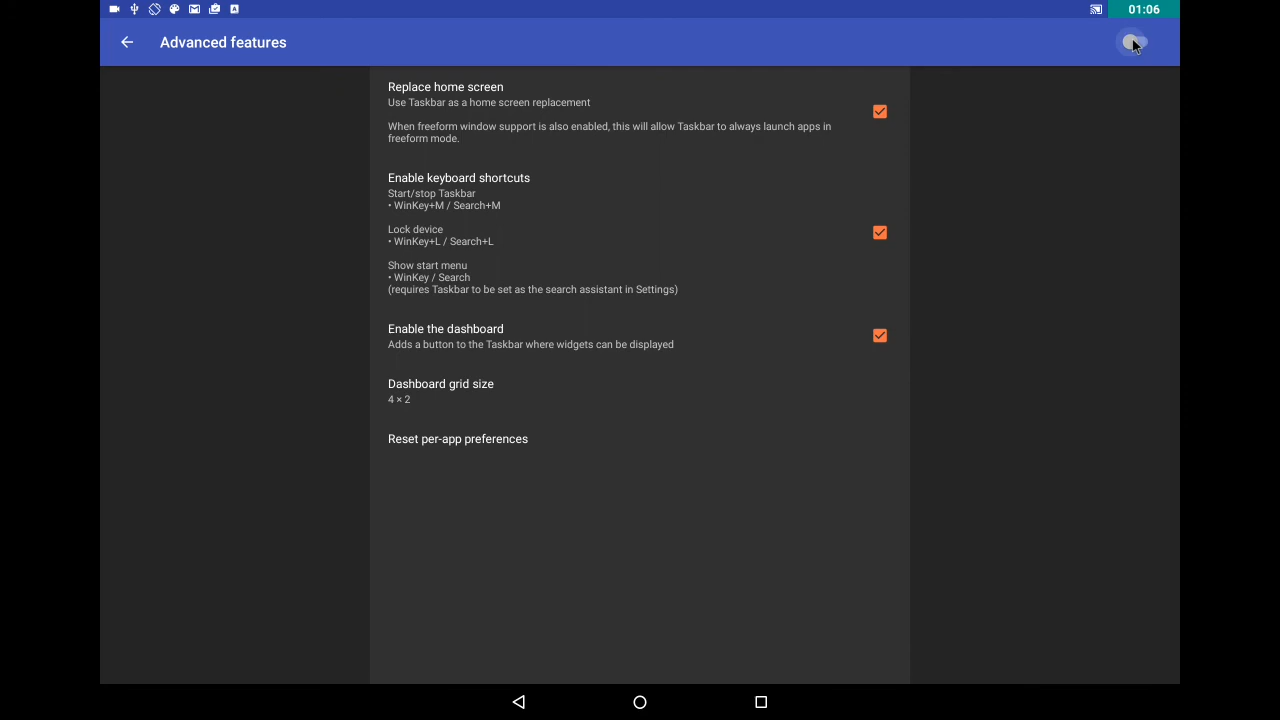 01:06
Advanced features
Replace home screen
Use Taskbar as a home screen replacement
When freeform window support is also enabled, this will allow Taskbar to always launch apps in
freeform mode.
Enable keyboard shortcuts
Start/stop Taskbar
• WinKey+M / Search+M
Lock device
• WinKey+L / Search+L
Show start menu
• WinKey / Search
(requires Taskbar to be set as the search assistant in Settings)
Enable the dashboard
Adds a button to the Taskbar where widgets can be displayed
Dashboard grid size
4 × 2
Reset per-app preferences